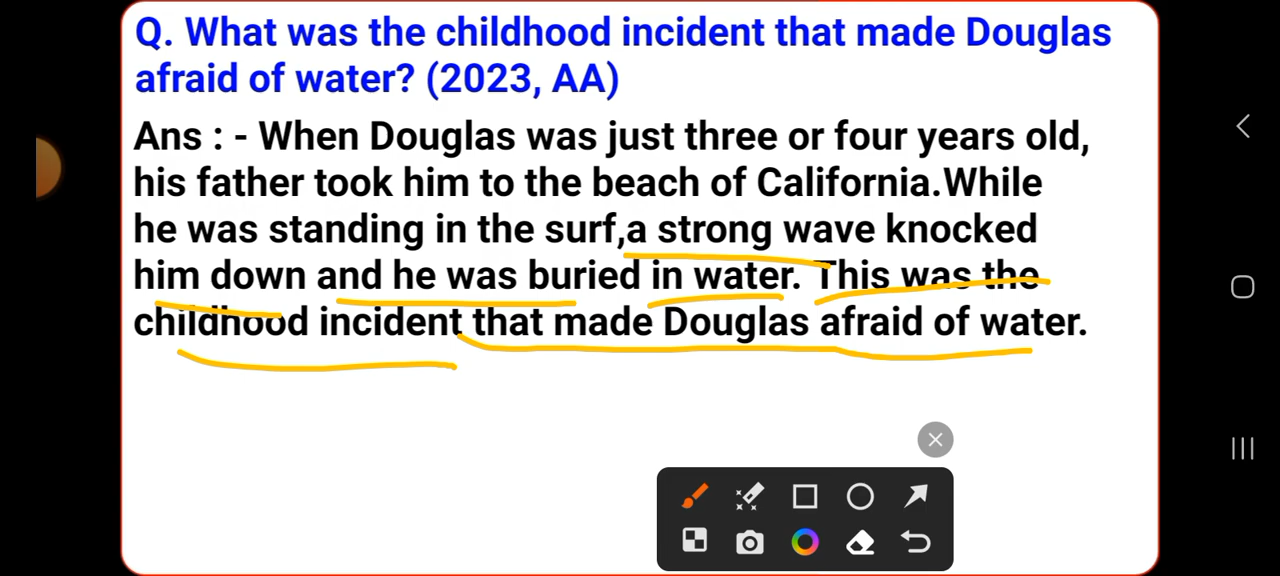 Q. What was the childhood incident that made Douglas
afraid of water? (2023, AA)
Ans : - When Douglas was just three or four years old,
his father took him to the beach of California.While
he was standing in the surf,a strong wave knocked
him down and he was buried in water. This was the
childhood incident that made Douglas afraid of water.